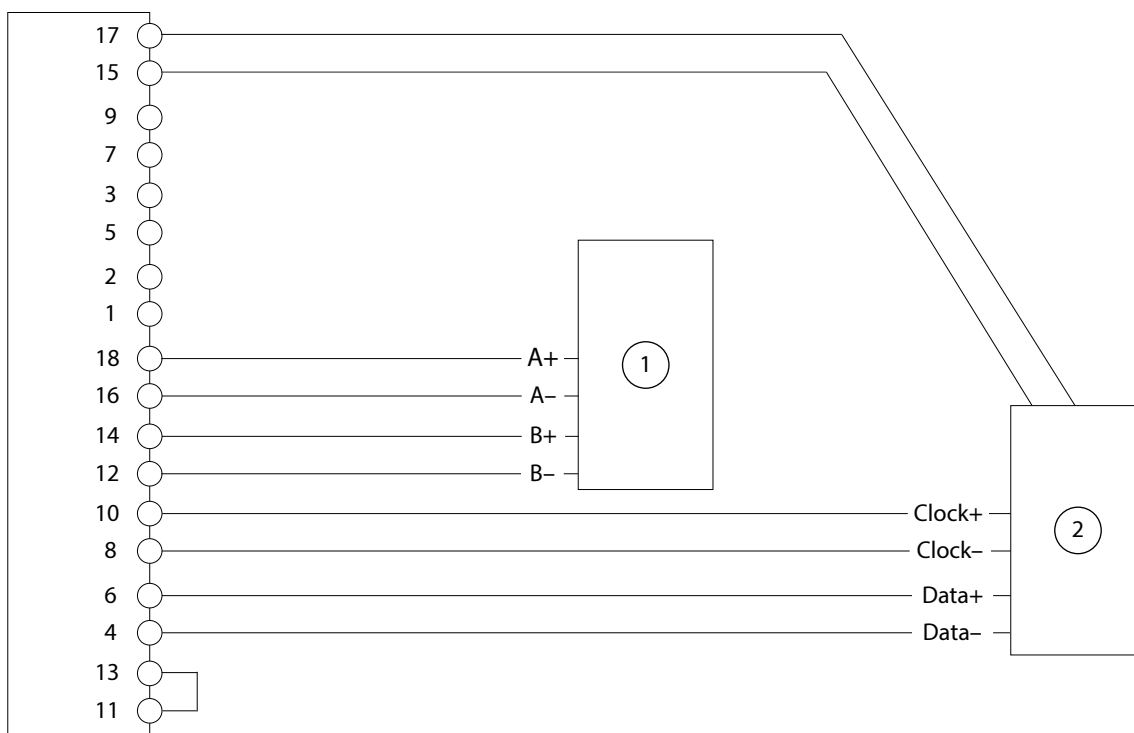 17
15
9
7
3
5
2
1
18 A+
16 A– 1
14 B+
12 B–
10 Clock+
8 Clock– 2
6 Data+
4 Data–
13
11